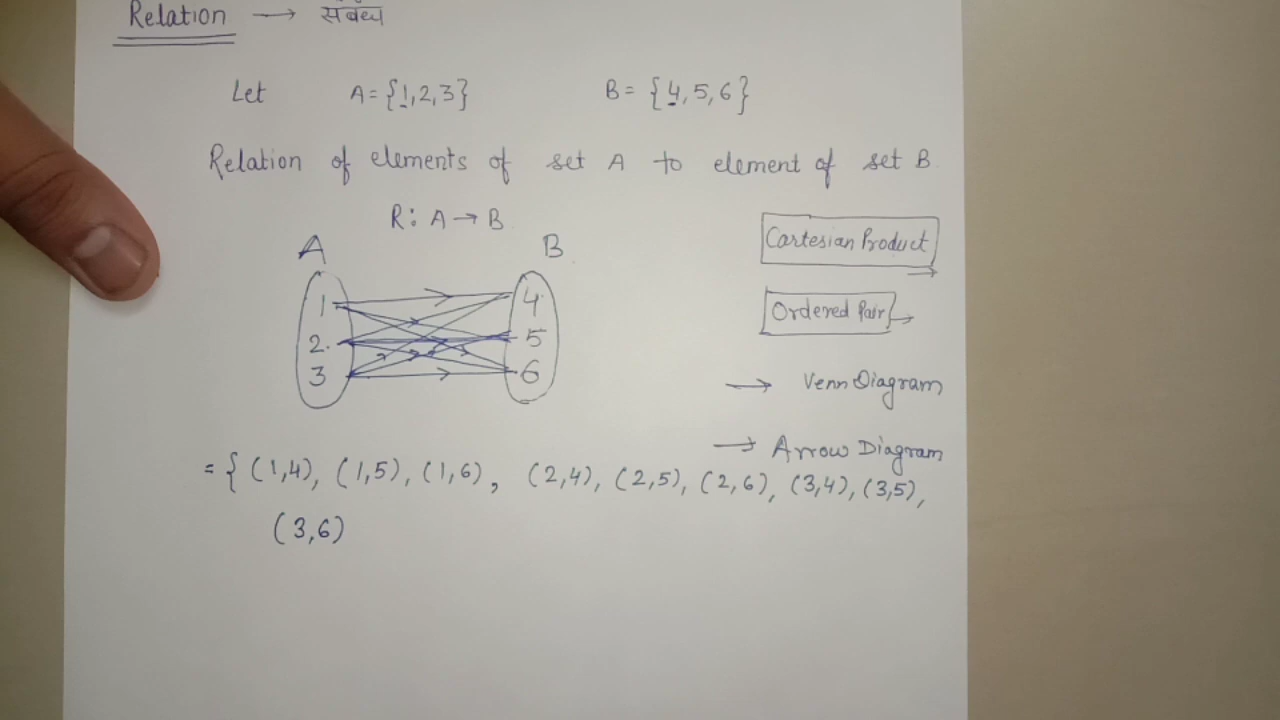 Relation → संबंध
Let A = {1,2,3} B = {4,5,6}
Relation of elements of set A to element of set B
R: A → B
A B
1
2
3
4
5
6
Cartesian Product →
Ordered Pair →
→ Venn Diagram
→ Arrow Diagram
= { (1,4), (1,5), (1,6), (2,4), (2,5), (2,6), (3,4), (3,5),
(3,6)